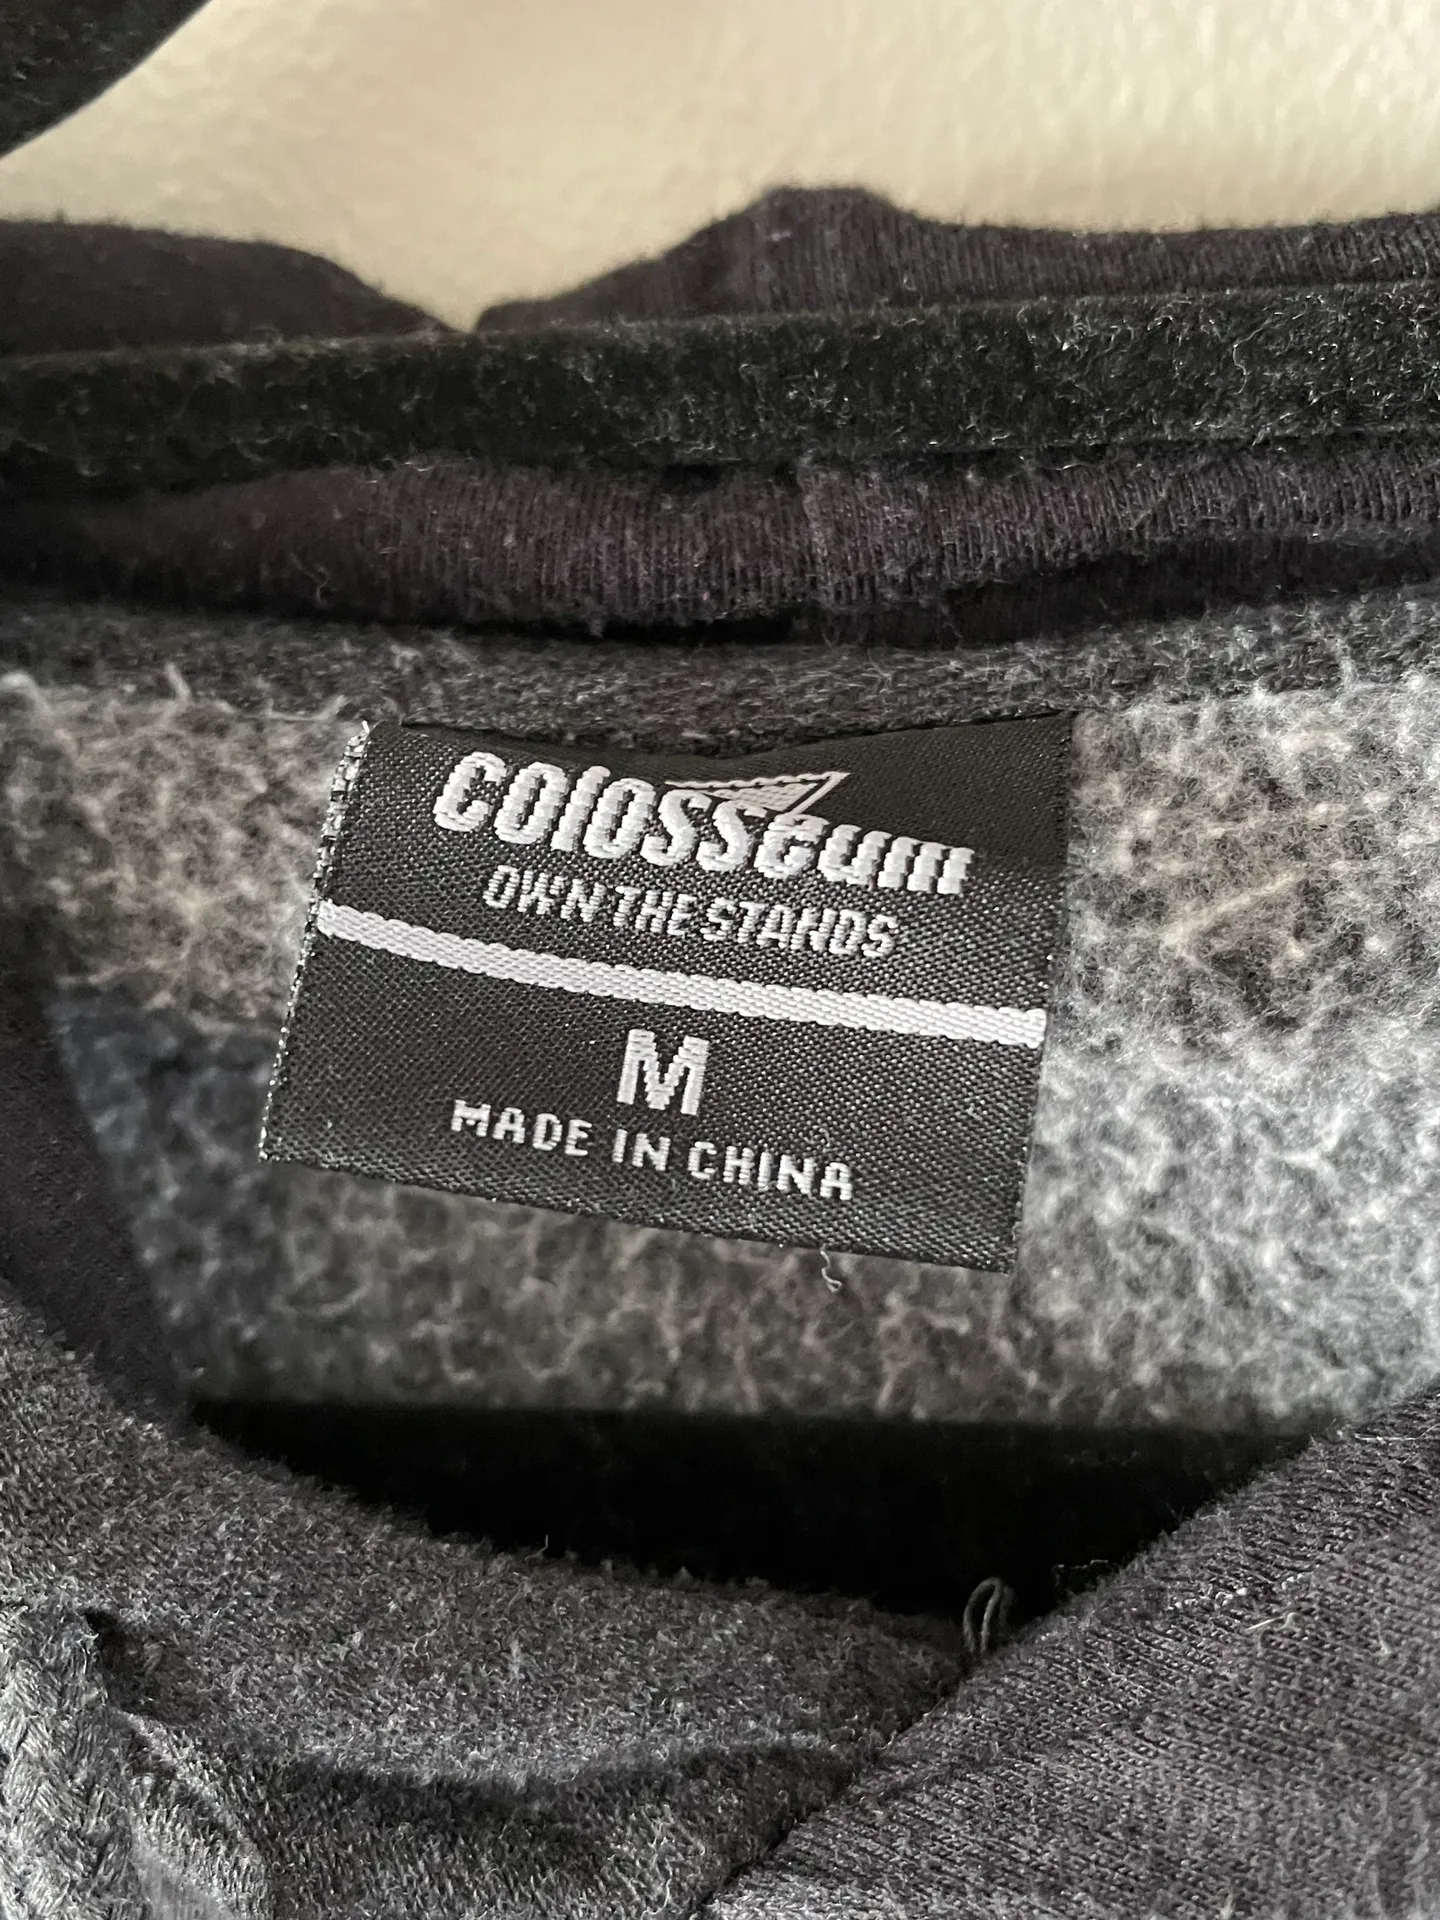 colosseum
OWN THE STANDS
M
MADE IN CHINA